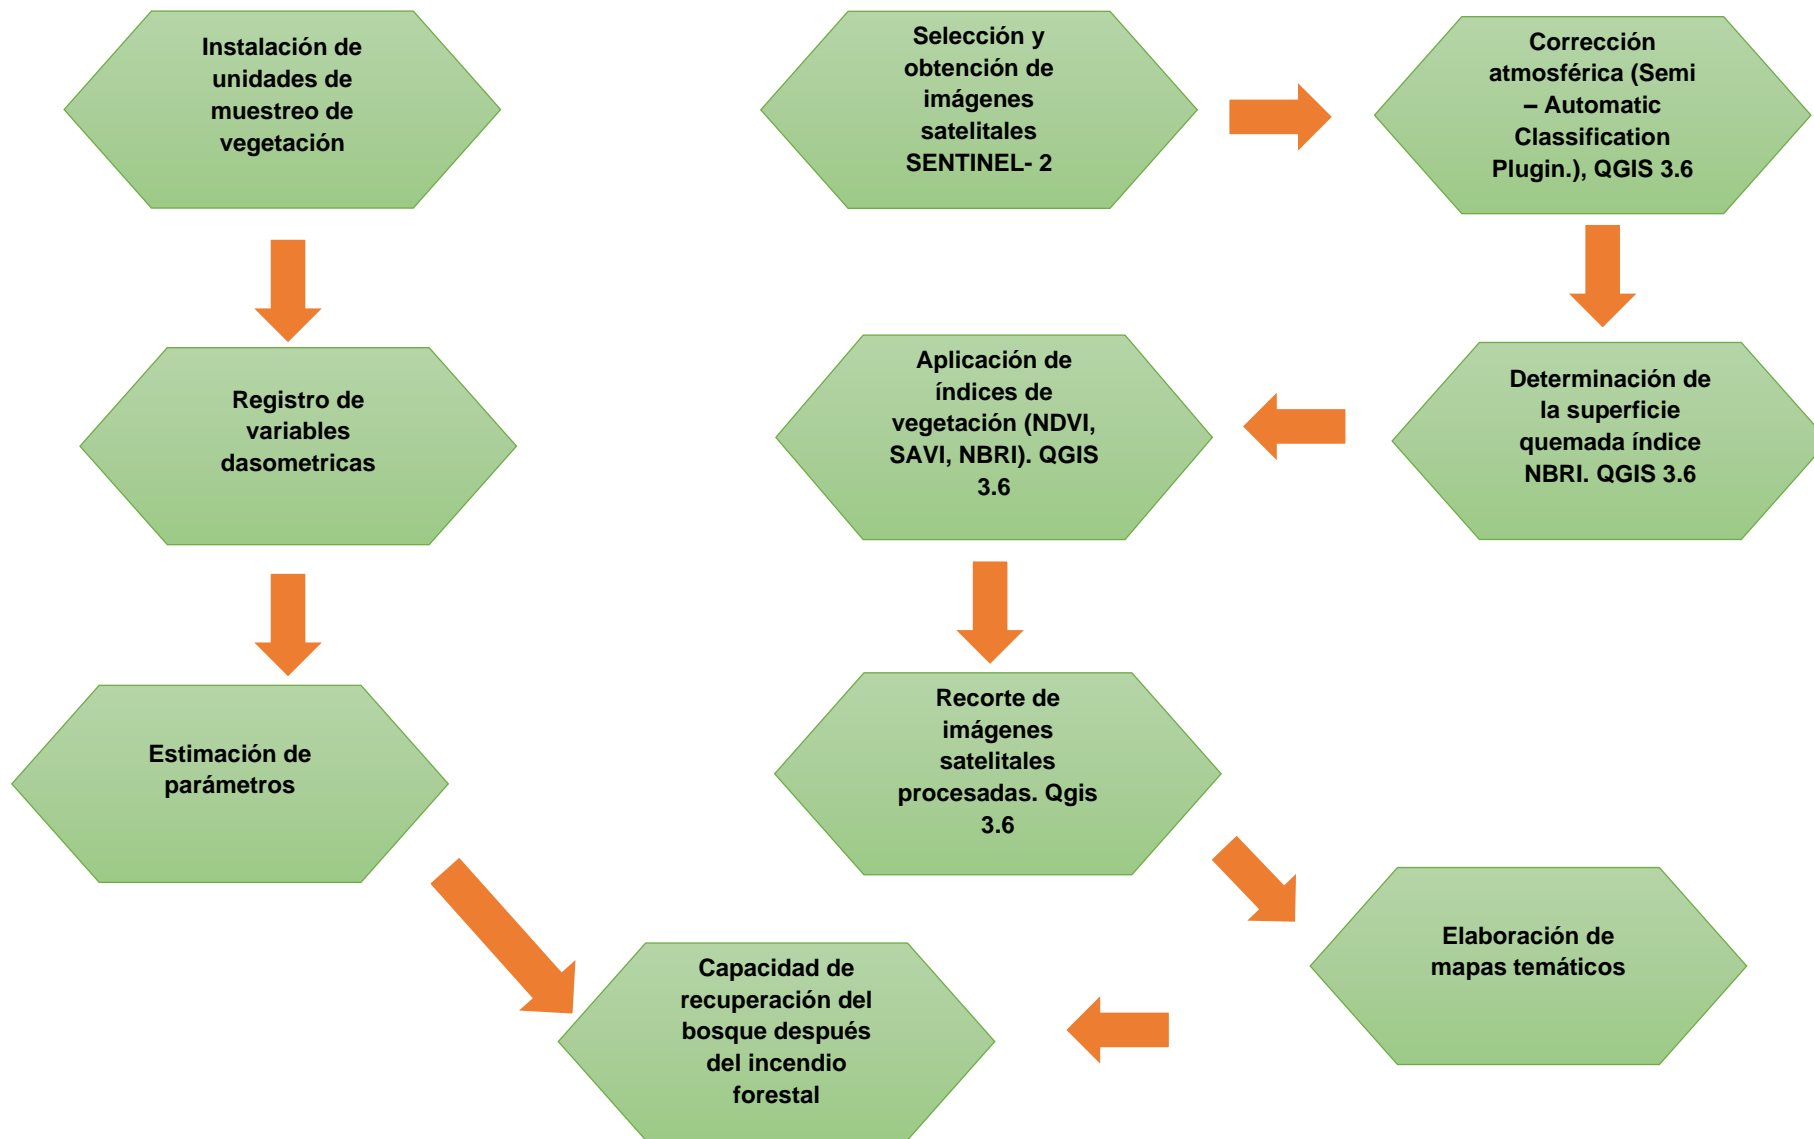 Instalación de
unidades de
muestreo de
vegetación
Selección y
obtención de
imágenes
satelitales
SENTINEL- 2
Corrección
atmosférica (Semi
– Automatic
Classification
Plugin.), QGIS 3.6
Registro de
variables
dasometricas
Aplicación de
índices de
vegetación (NDVI,
SAVI, NBRI). QGIS
3.6
Determinación de
la superficie
quemada índice
NBRI. QGIS 3.6
Estimación de
parámetros
Recorte de
imágenes
satelitales
procesadas. Qgis
3.6
Elaboración de
mapas temáticos
Capacidad de
recuperación del
bosque después
del incendio
forestal